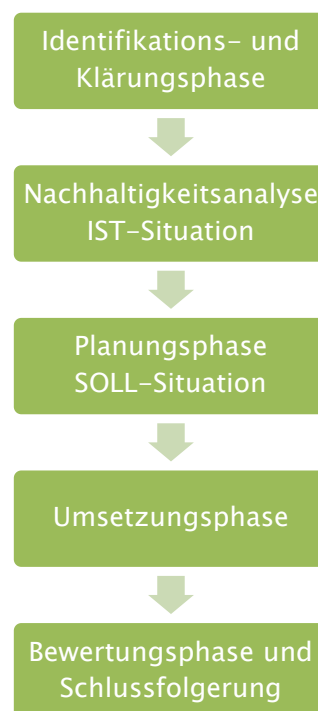 Identifikations- und
Klärungsphase
Nachhaltigkeitsanalyse
IST-Situation
Planungsphase
SOLL-Situation
Umsetzungsphase
Bewertungsphase und
Schlussfolgerung